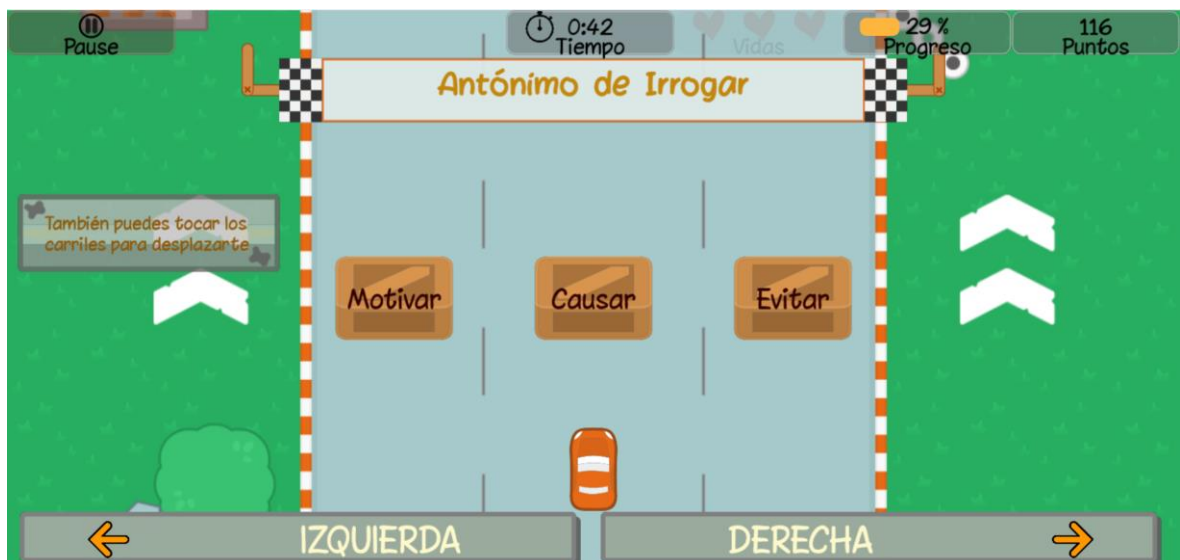 Pause
0:42
Tiempo
Vidas
29 %
Progreso
116
Puntos
Antónimo de Irrogar
También puedes tocar los
carriles para desplazarte
Motivar
Causar
Evitar
IZQUIERDA
DERECHA